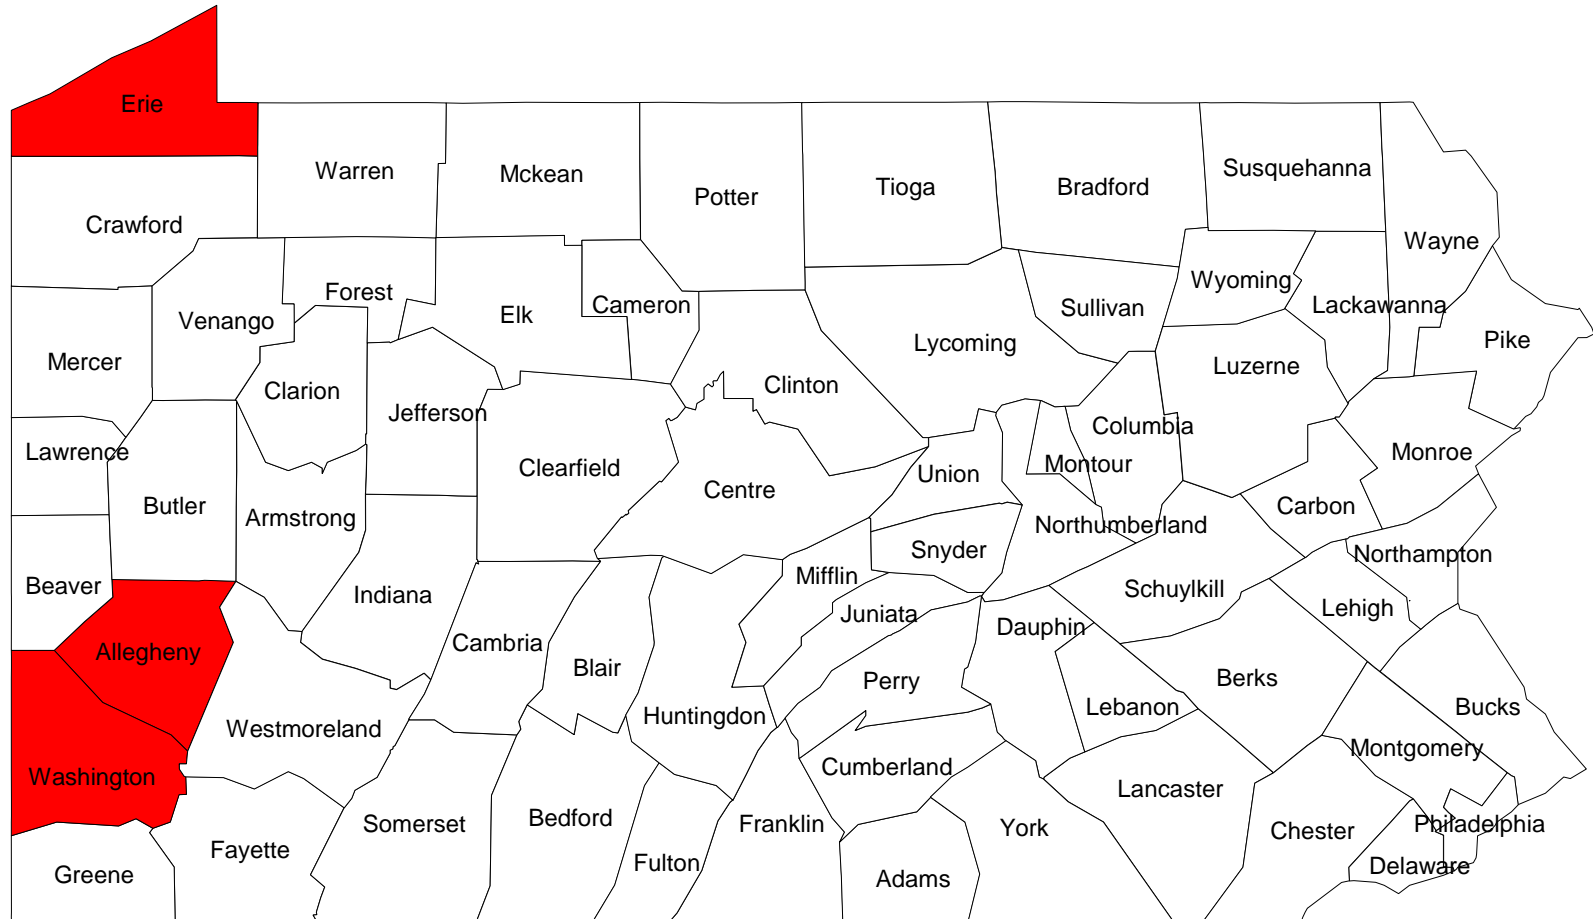 Erie
Warren
Mckean
Potter
Tioga
Bradford
Susquehanna
Crawford
Wayne
Forest
Elk
Cameron
Wyoming
Lackawanna
Sullivan
Venango
Lycoming
Pike
Mercer
Luzerne
Clarion
Clinton
Jefferson
Columbia
Lawrence
Monroe
Clearfield
Montour
Union
Centre
Butler
Carbon
Armstrong
Northumberland
Snyder
Northampton
Mifflin
Beaver
Schuylkill
Indiana
Lehigh
Juniata
Dauphin
Cambria
Allegheny
Blair
Perry
Berks
Lebanon
Bucks
Huntingdon
Westmoreland
Montgomery
Cumberland
Washington
Lancaster
Bedford
Somerset
Franklin
York
Chester
Philadelphia
Fayette
Fulton
Delaware
Greene
Adams